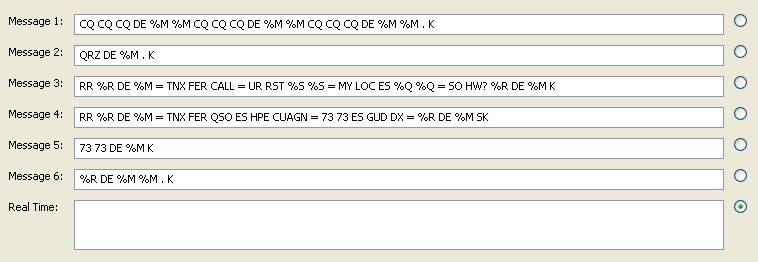 Message 1: CQ CQ CQ DE %M %M CQ CQ CQ DE %M %M CQ CQ CQ DE %M %M . K
Message 2: QRZ DE %M . K
Message 3: RR %R DE %M = TNX FER CALL = UR RST %S %S = MY LOC ES %Q %Q = SO HW? %R DE %M K
Message 4: RR %R DE %M = TNX FER QSO ES HPE CUAGN = 73 73 ES GUD DX = %R DE %M SK
Message 5: 73 73 DE %M K
Message 6: %R DE %M %M . K
Real Time: